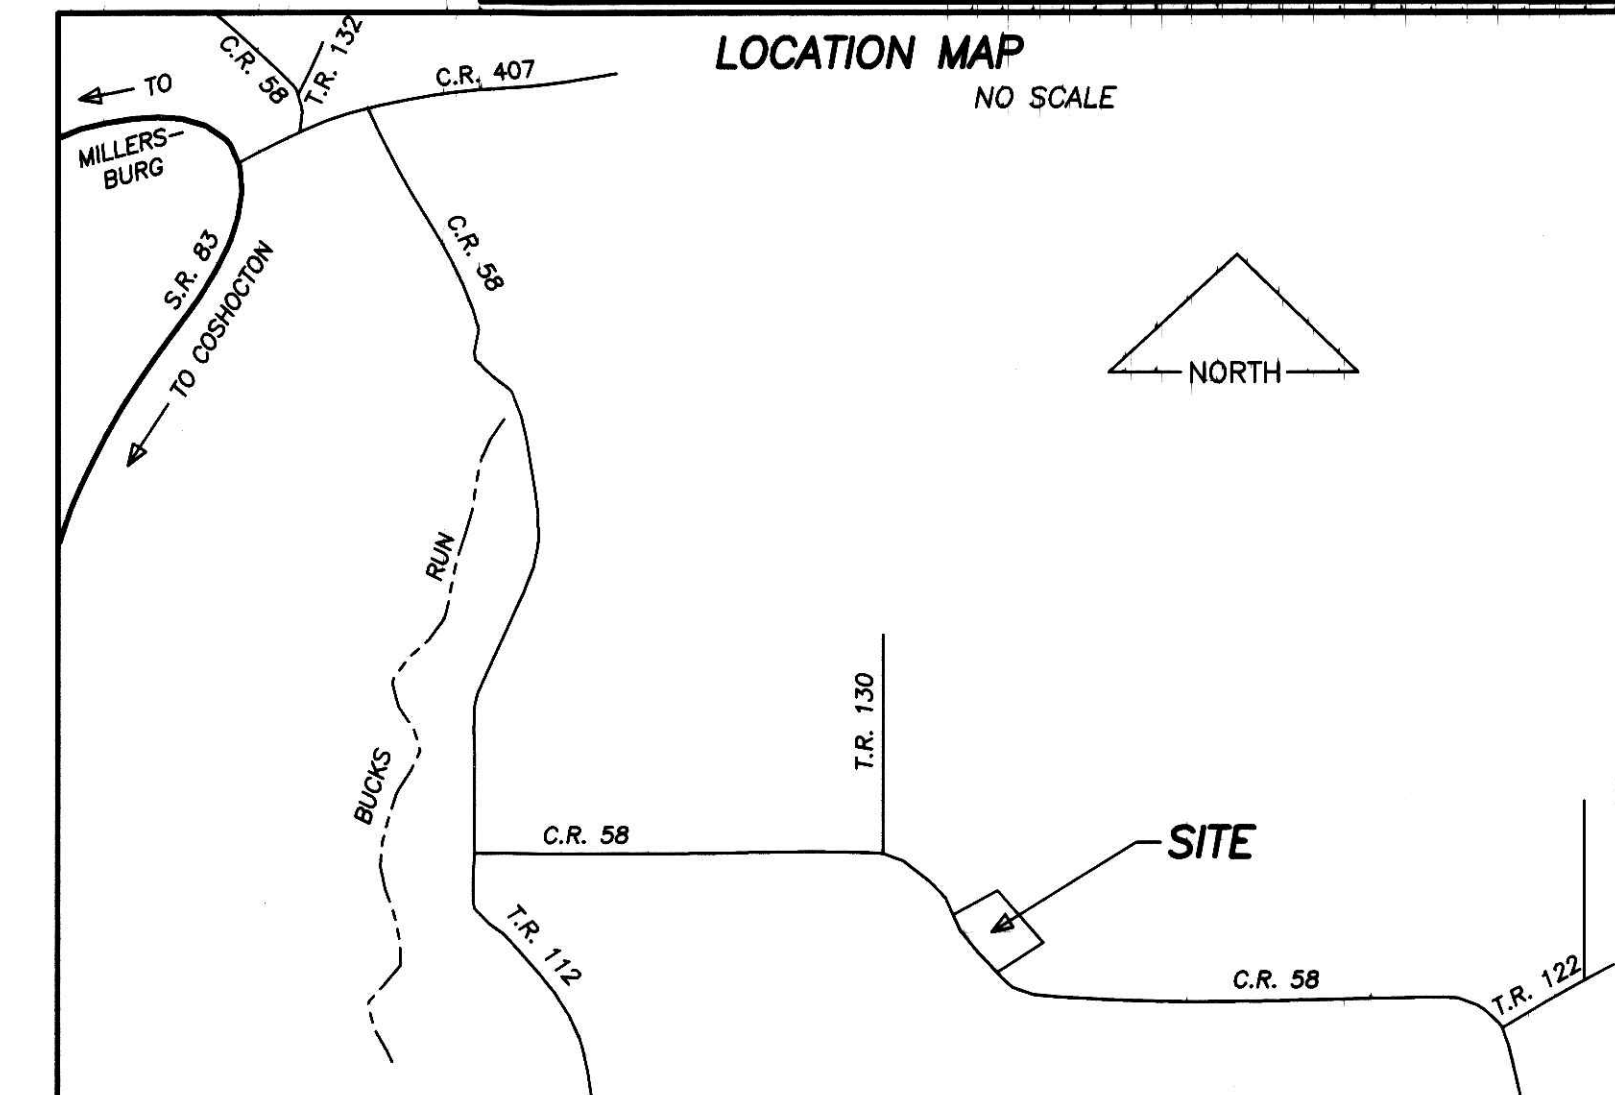 LOCATION MAP
NO SCALE
C.R. 58
T.R. 132
C.R. 407
TO
MILLERS-
BURG
S.R. 83
TO COSHOCTON
C.R. 58
NORTH
RUN
BUCKS
T.R. 130
C.R. 58
SITE
T.R. 112
C.R. 58
T.R. 122